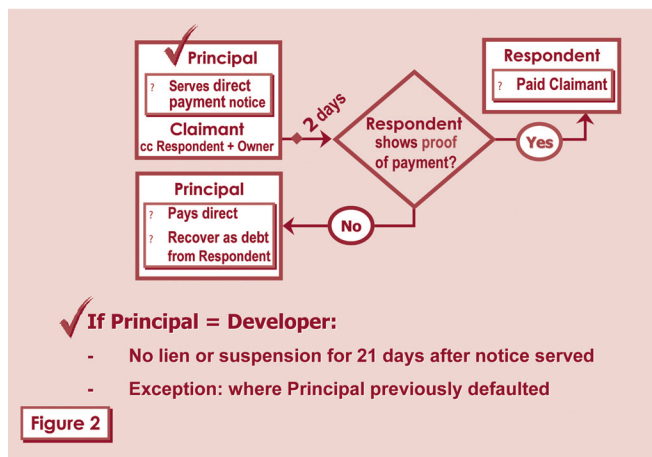 Principal
? Serves direct
payment notice
Claimant
cc Respondent + Owner
2 days
Respondent
shows proof
of payment?
Yes
Respondent
? Paid Claimant
No
Principal
? Pays direct
? Recover as debt
from Respondent
If Principal = Developer:
- No lien or suspension for 21 days after notice served
- Exception: where Principal previously defaulted
Figure 2